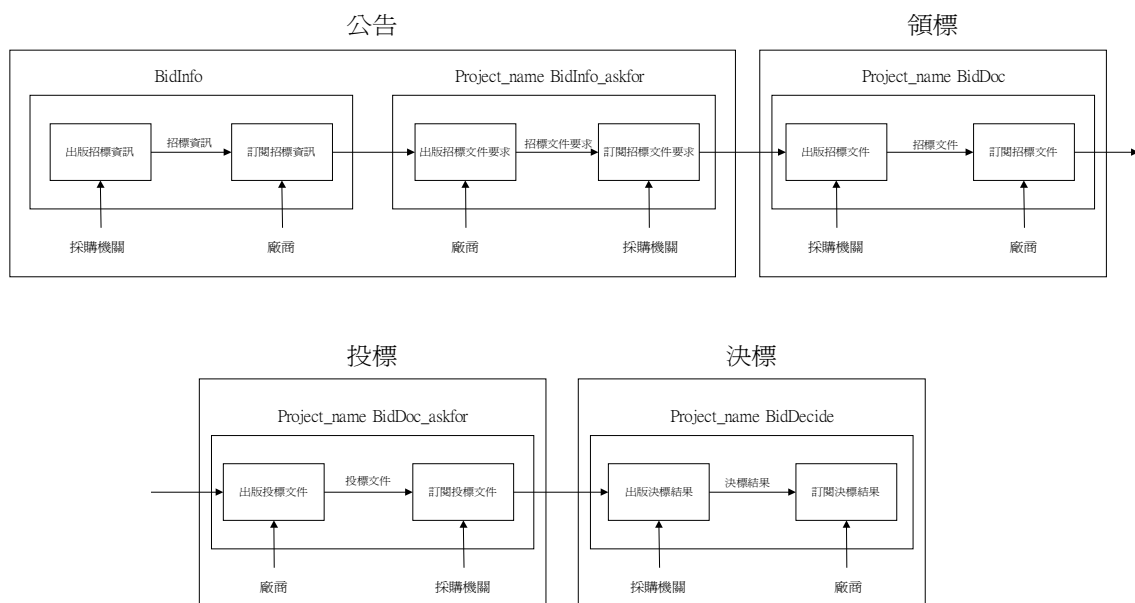 公告
領標
BidInfo
Project_name BidInfo_askfor
Project_name BidDoc
出版招標資訊
招標資訊
訂閱招標資訊
出版招標文件要求
招標文件要求
訂閱招標文件要求
出版招標文件
招標文件
訂閱招標文件
採購機關
廠商
廠商
採購機關
採購機關
廠商
投標
決標
Project_name BidDoc_askfor
Project_name BidDecide
出版投標文件
投標文件
訂閱投標文件
出版決標結果
決標結果
訂閱決標結果
廠商
採購機關
採購機關
廠商